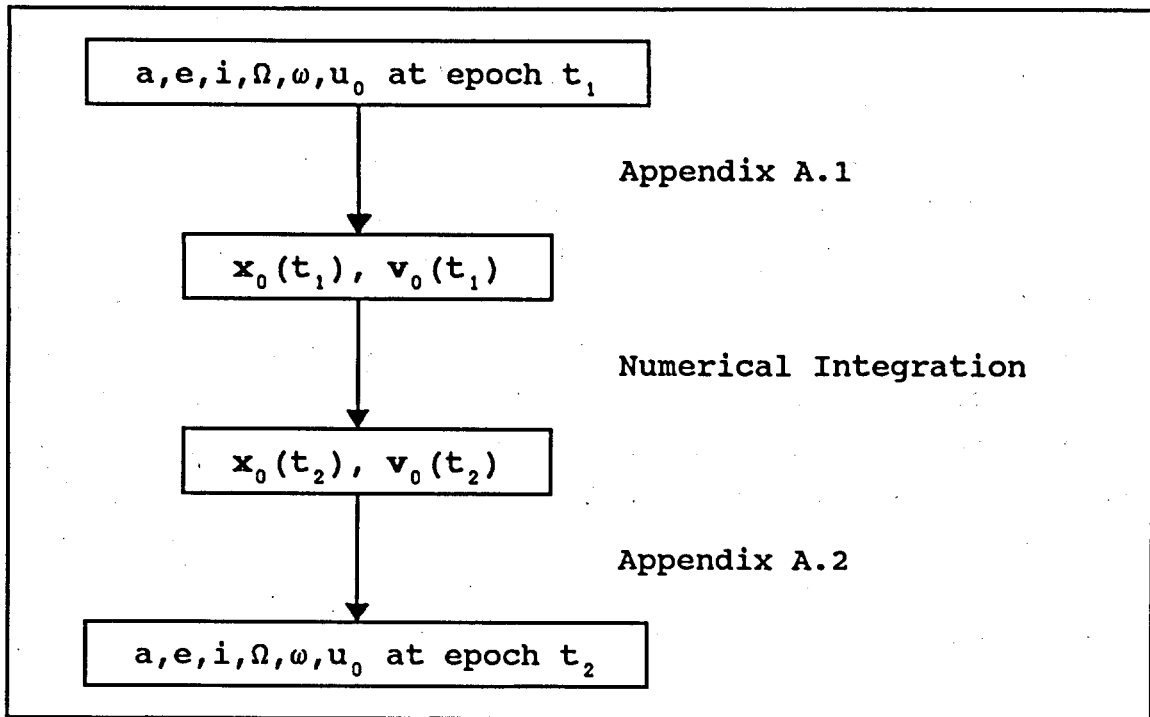 a,e,i,Ω,ω,u₀ at epoch t₁
Appendix A.1
x₀(t₁), v₀(t₁)
Numerical Integration
x₀(t₂), v₀(t₂)
Appendix A.2
a,e,i,Ω,ω,u₀ at epoch t₂